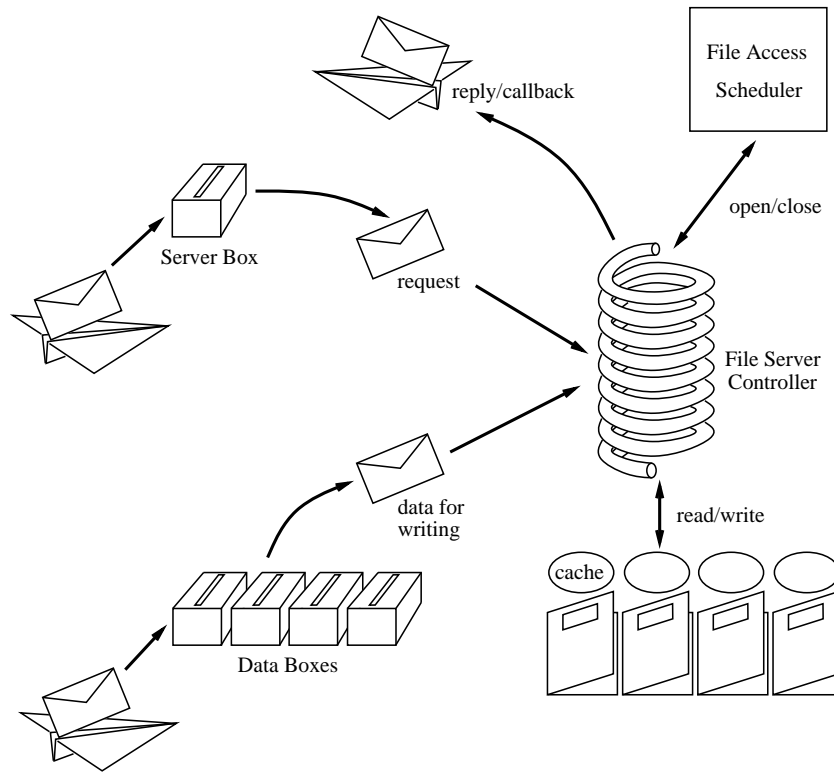 File Access
Scheduler
reply/callback
open/close
Server Box
request
File Server
Controller
data for
writing
read/write
cache
Data Boxes